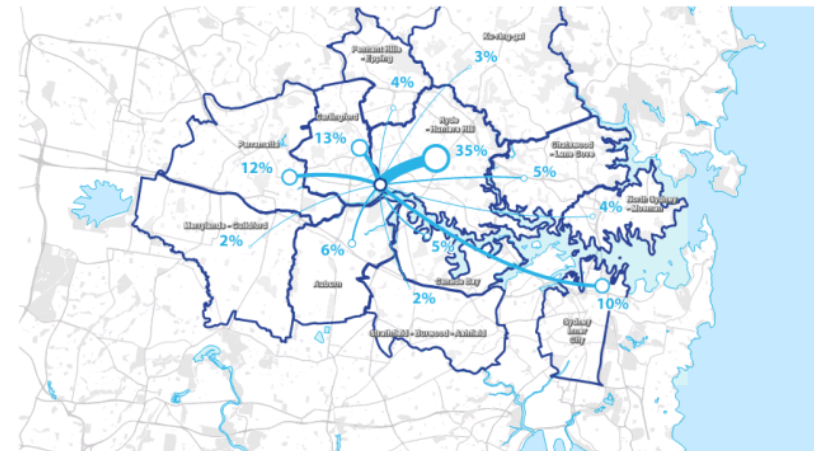 Ku-ring-gai
3%
Pennant Hills
- Epping
4%
Carlingford
13%
Ryde
- Hunters Hill
35%
Parramatta
12%
Chatswood
- Lane Cove
5%
North Sydney
- Mosman
4%
Merrylands - Guildford
2%
6%
Auburn
5%
Canada Bay
2%
Strathfield - Burwood - Ashfield
10%
Sydney
Inner
City